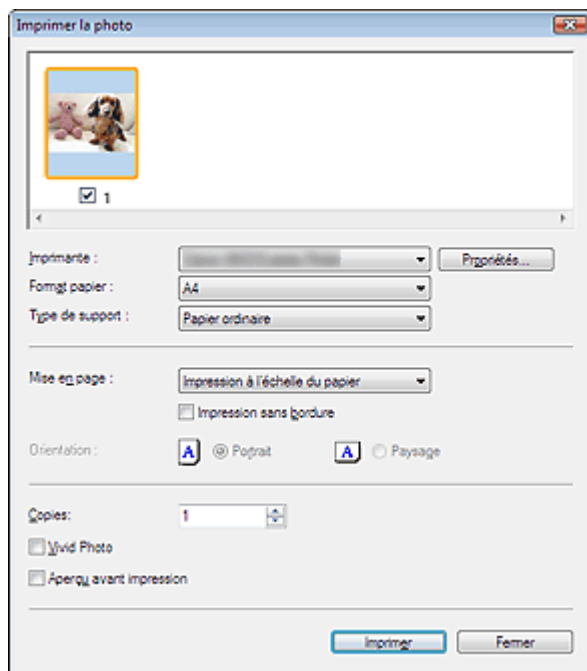 Imprimer la photo
1
Imprimante :
Propriétés...
Format papier :
A4
Type de support :
Papier ordinaire
Mise en page :
Impression à l'échelle du papier
Impression sans bordure
Orientation :
A
Portrait
A
Paysage
Copies:
1
Vivid Photo
Aperçu avant impression
Imprimer
Fermer